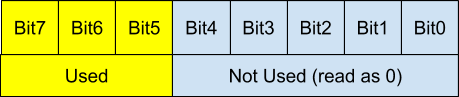 Bit7 Bit6 Bit5 Bit4 Bit3 Bit2 Bit1 Bit0
Used Not Used (read as 0)